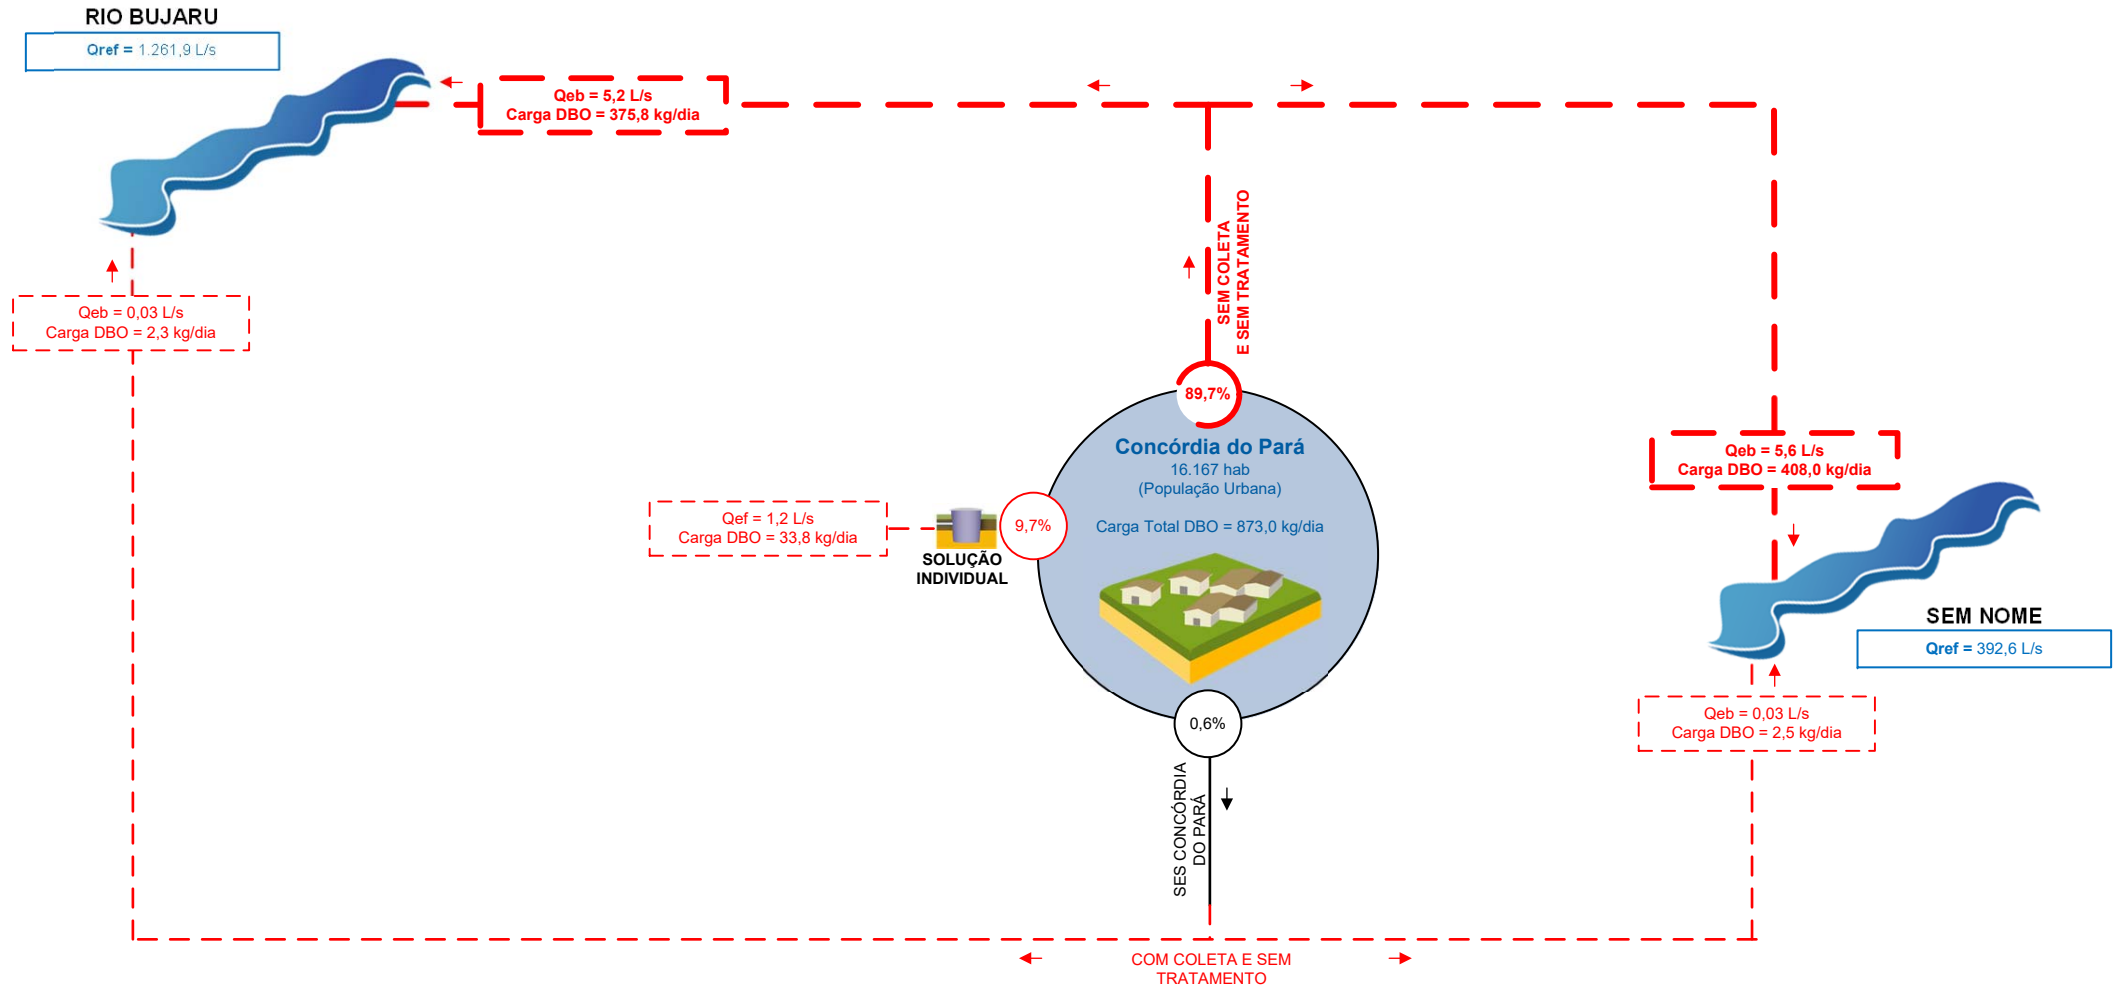 RIO BUJARU
Qref = 1.261,9 L/s
Qeb = 5,2 L/s
Carga DBO = 375,8 kg/dia
SEM COLETA
E SEM TRATAMENTO
Qeb = 0,03 L/s
Carga DBO = 2,3 kg/dia
89,7%
Concórdia do Pará
16.167 hab
(População Urbana)
Carga Total DBO = 873,0 kg/dia
Qeb = 5,6 L/s
Carga DBO = 408,0 kg/dia
Qef = 1,2 L/s
Carga DBO = 33,8 kg/dia
9,7%
SOLUÇÃO
INDIVIDUAL
SEM NOME
Qref = 392,6 L/s
0,6%
Qeb = 0,03 L/s
Carga DBO = 2,5 kg/dia
SES CONCÓRDIA
DO PARÁ
COM COLETA E SEM
TRATAMENTO